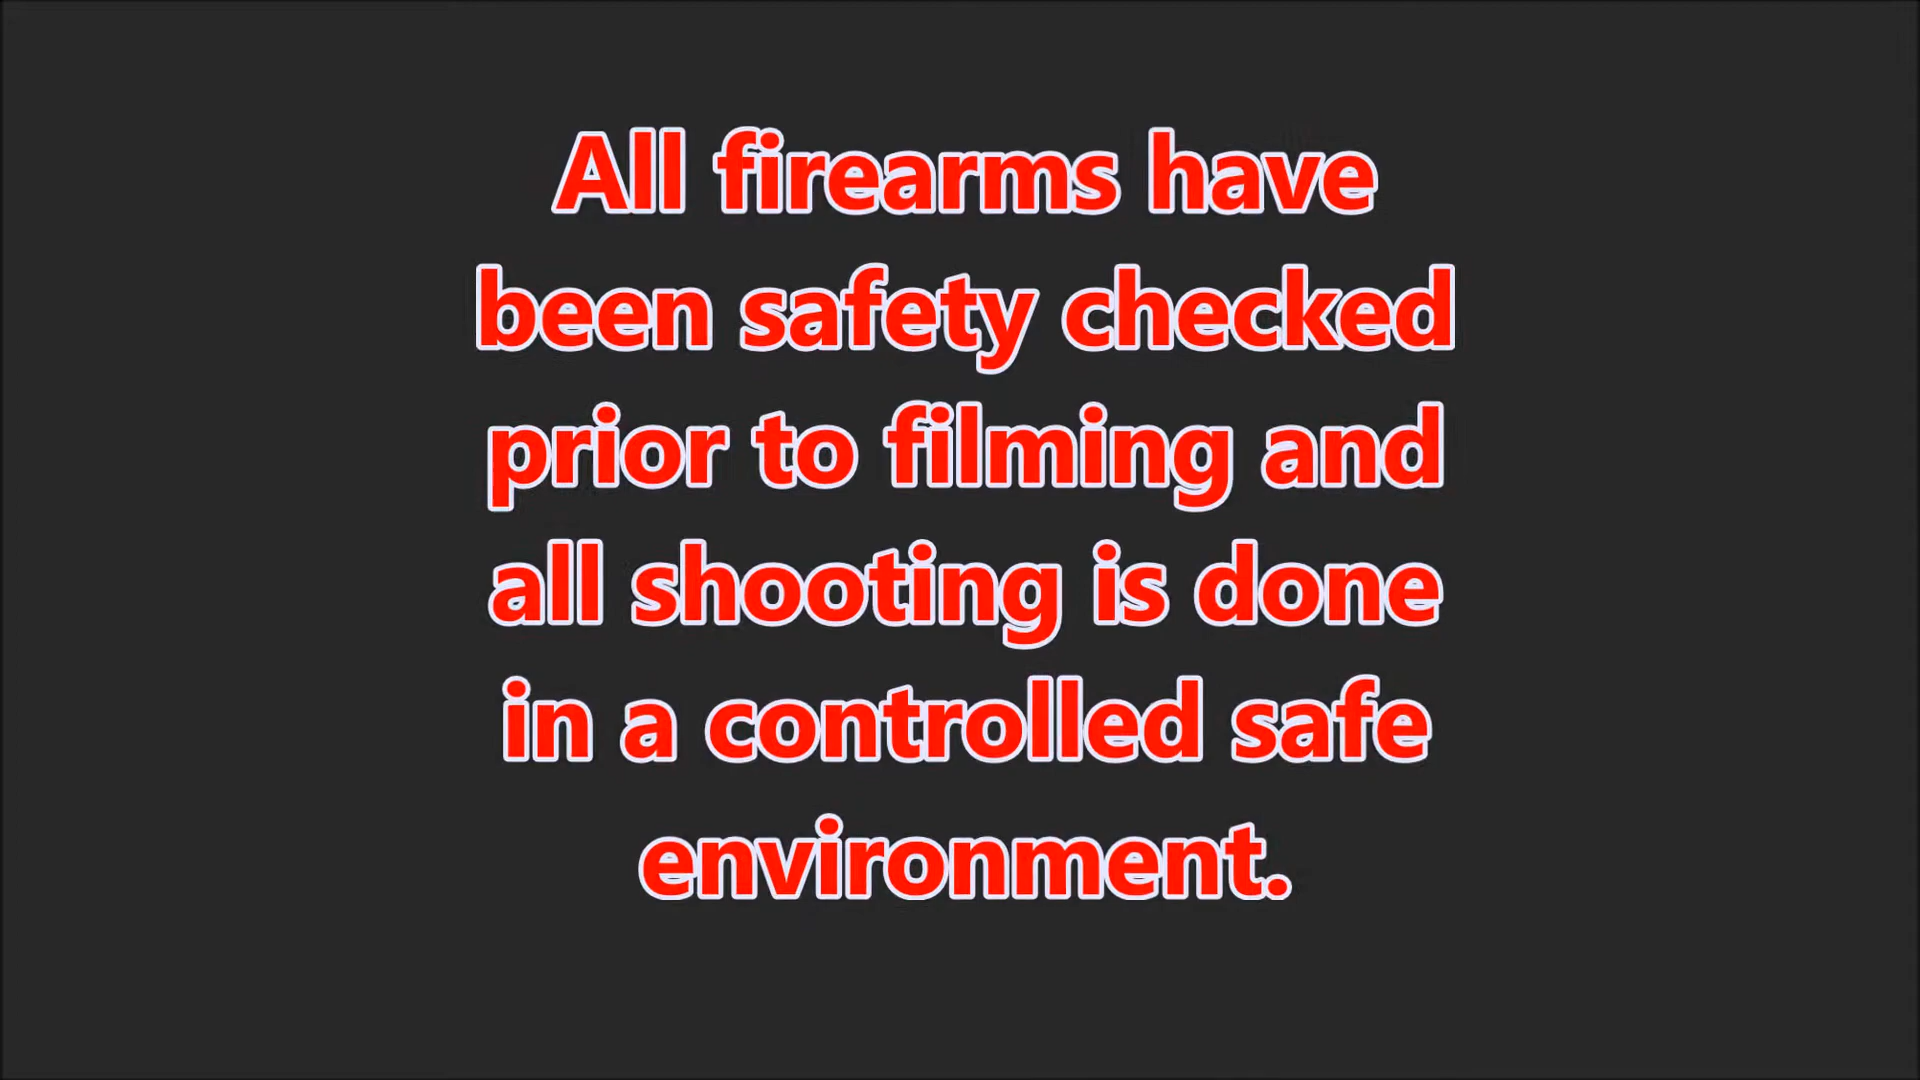 All firearms have
been safety checked
prior to filming and
all shooting is done
in a controlled safe
environment.